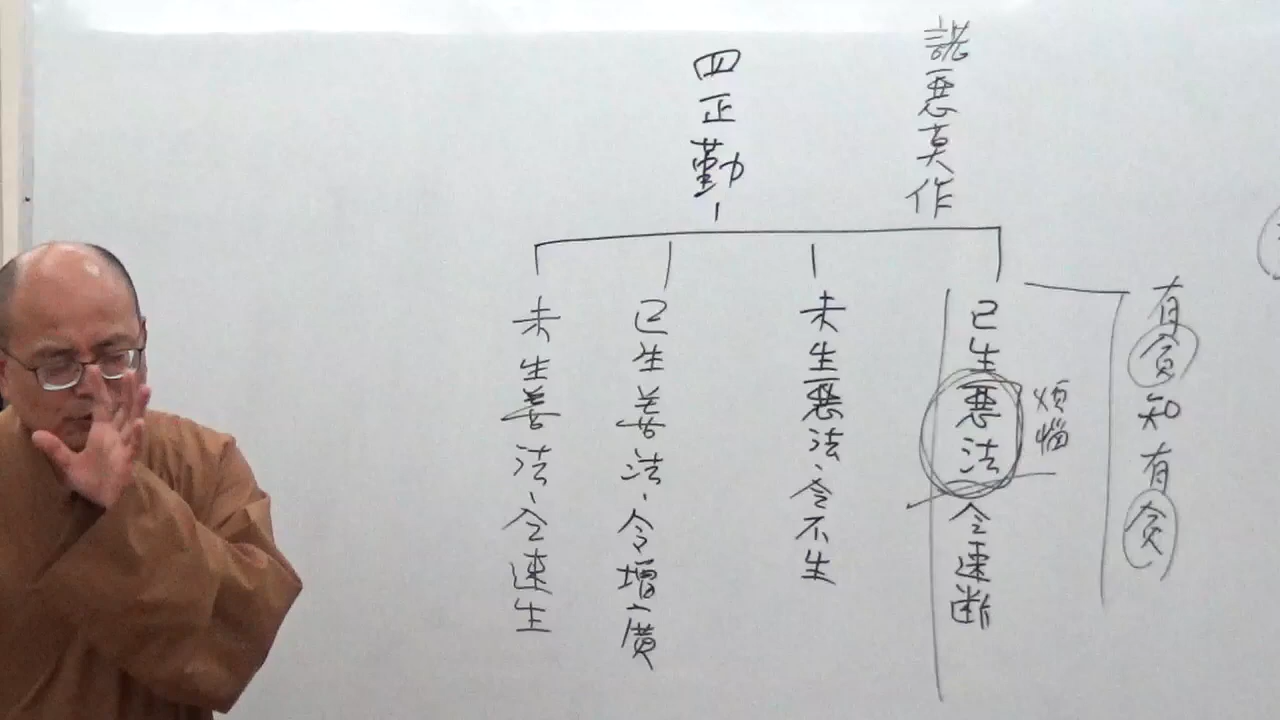 諸惡莫作
四正勤
有貪知有貪
已生惡法令速斷
煩惱
未生惡法、令不生
已生善法、令增廣
未生善法、令速生